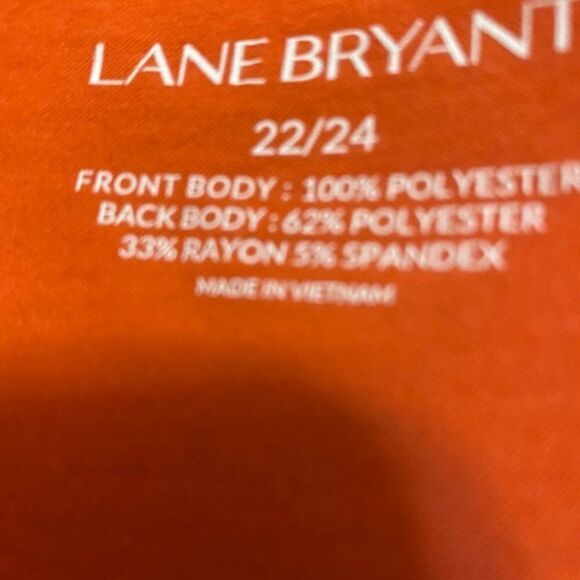 LANE BRYANT
22/24
FRONT BODY : 100% POLYESTER
BACK BODY : 62% POLYESTER
33% RAYON 5% SPANDEX
MADE IN VIETNAM